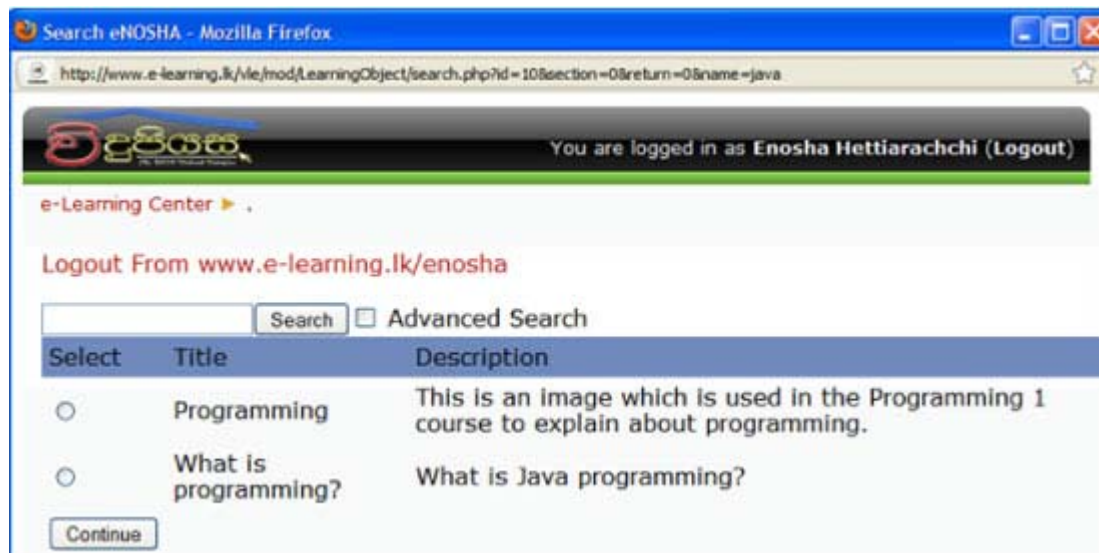 Search eNOSHA - Mozilla Firefox
http://www.e-learning.lk/vle/mod/LearningObject/search.php?id=10&section=0&return=0&name=java
විදුපියස
You are logged in as Enosha Hettiarachchi (Logout)
e-Learning Center ► .
Logout From www.e-learning.lk/enosha
Search Advanced Search
Select Title Description
Programming This is an image which is used in the Programming 1
course to explain about programming.
What is
programming? What is Java programming?
Continue